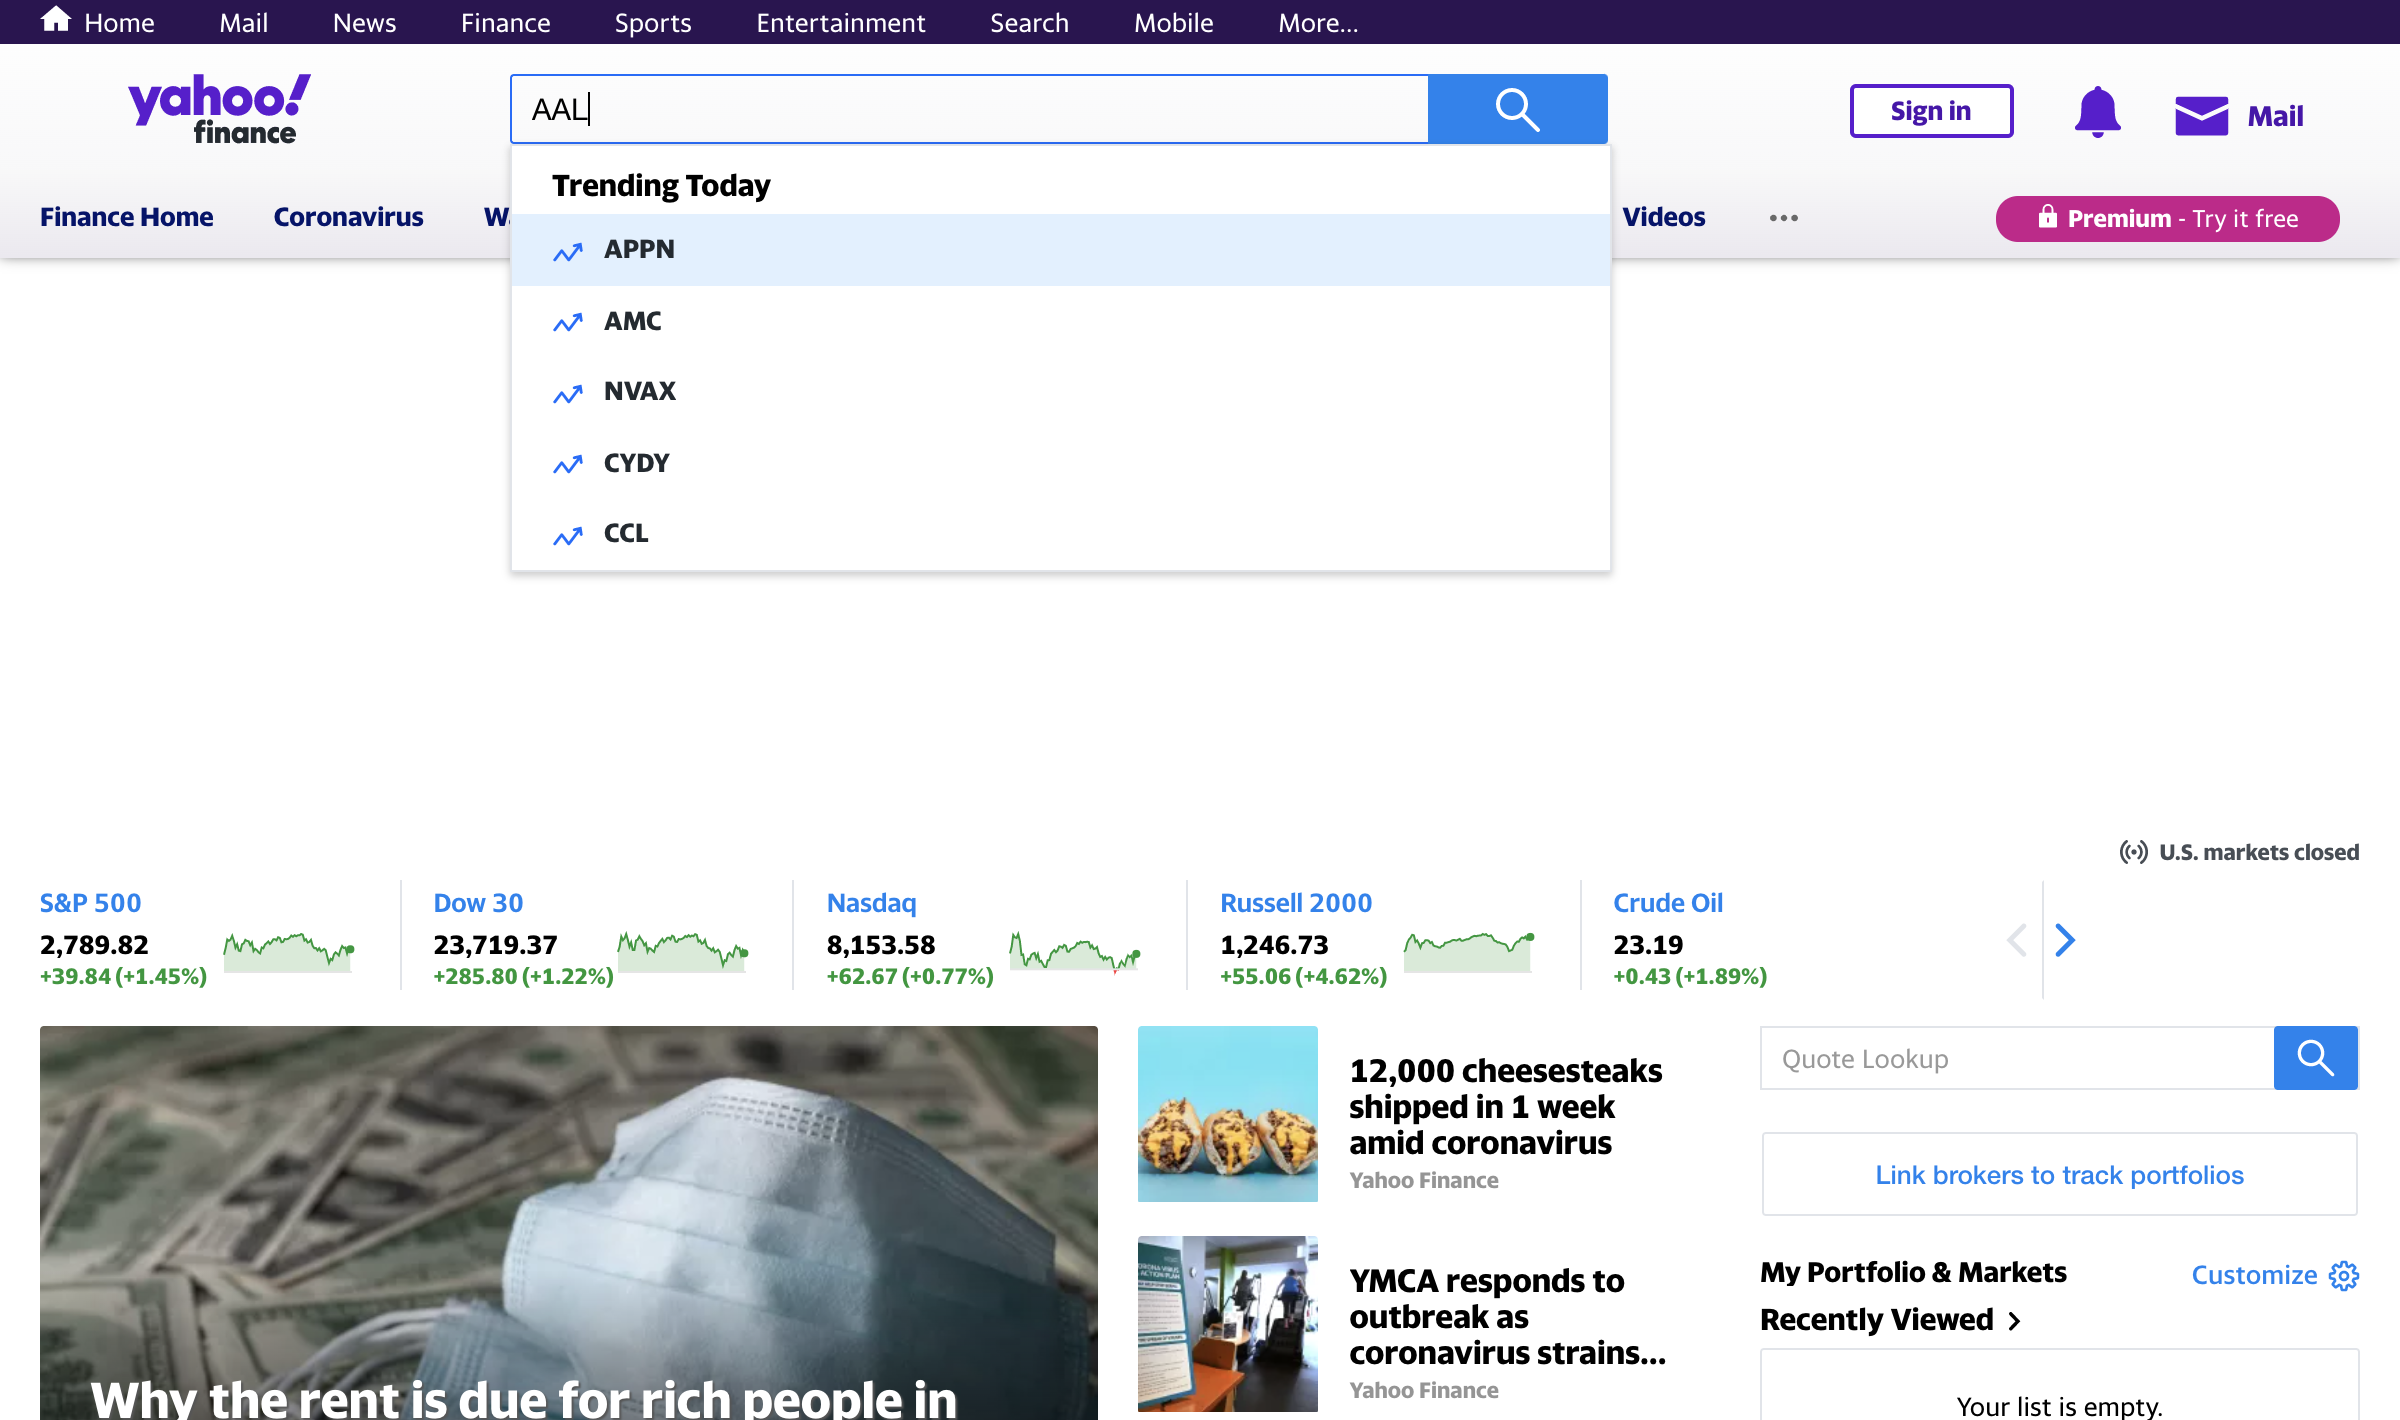 Home Mail News Finance Sports Entertainment Search Mobile More...
yahoo!
finance
AAL
Sign in
Mail
Finance Home Coronavirus Videos
Premium - Try it free
Trending Today
APPN
AMC
NVAX
CYDY
CCL
U.S. markets closed
S&P 500
2,789.82
+39.84 (+1.45%)
Dow 30
23,719.37
+285.80 (+1.22%)
Nasdaq
8,153.58
+62.67 (+0.77%)
Russell 2000
1,246.73
+55.06 (+4.62%)
Crude Oil
23.19
+0.43 (+1.89%)
Why the rent is due for rich people in
12,000 cheesesteaks
shipped in 1 week
amid coronavirus
Yahoo Finance
YMCA responds to
outbreak as
coronavirus strains...
Yahoo Finance
Quote Lookup
Link brokers to track portfolios
My Portfolio & Markets
Customize
Recently Viewed >
Your list is empty.